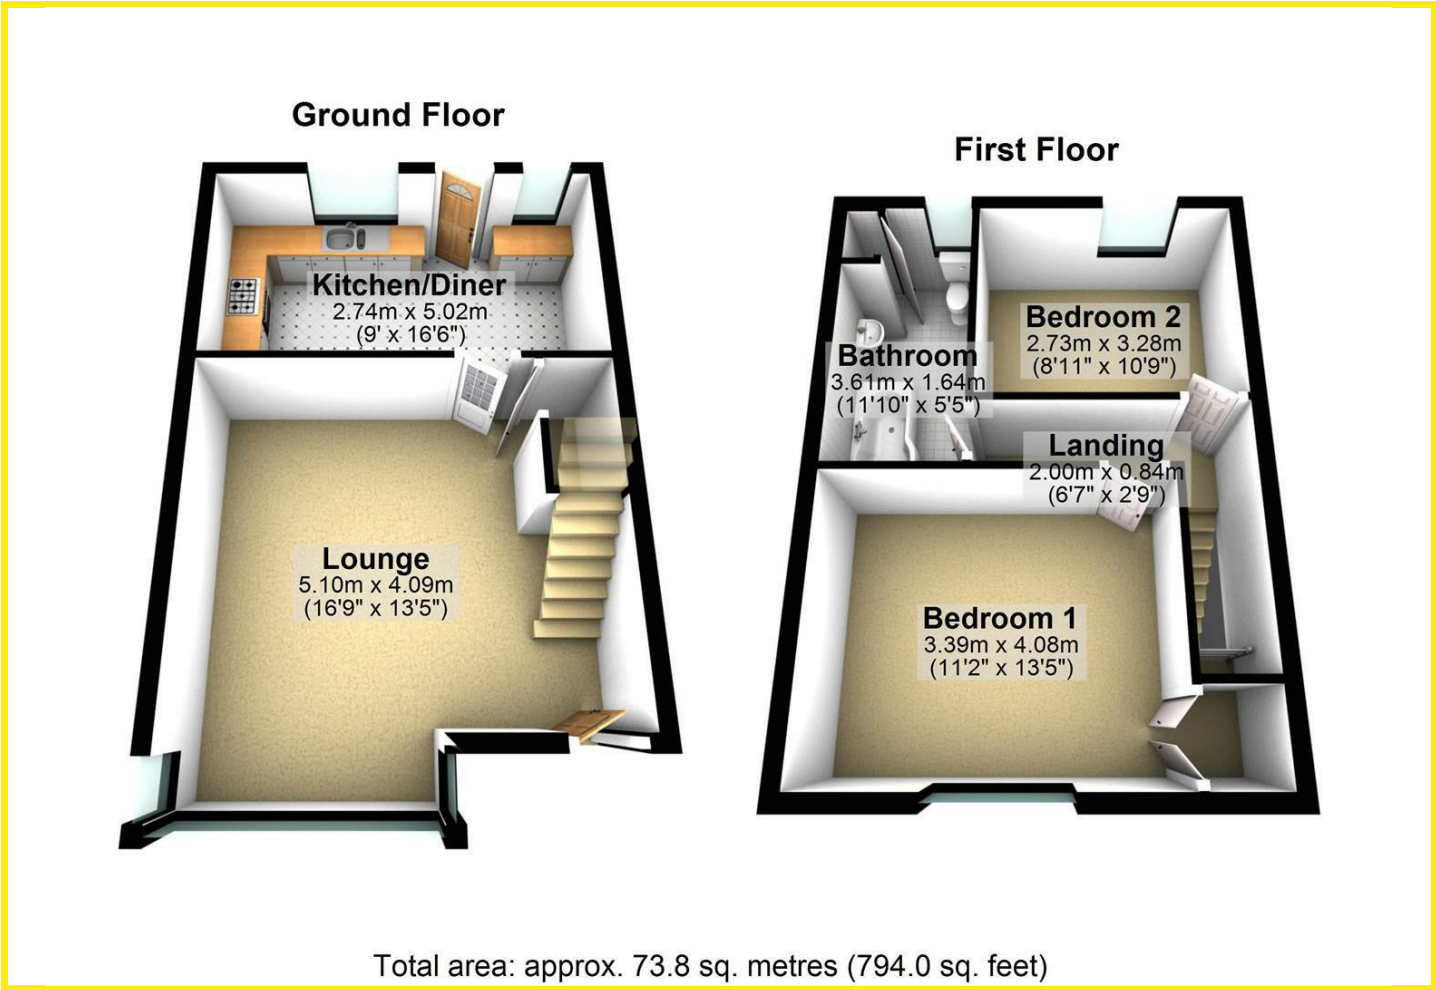 Ground Floor
Kitchen/Diner
2.74m x 5.02m
(9' x 16'6")
Lounge
5.10m x 4.09m
(16'9" x 13'5")
First Floor
Bedroom 2
2.73m x 3.28m
(8'11" x 10'9")
Bathroom
3.61m x 1.64m
(11'10" x 5'5")
Landing
2.00m x 0.84m
(6'7" x 2'9")
Bedroom 1
3.39m x 4.08m
(11'2" x 13'5")
Total area: approx. 73.8 sq. metres (794.0 sq. feet)